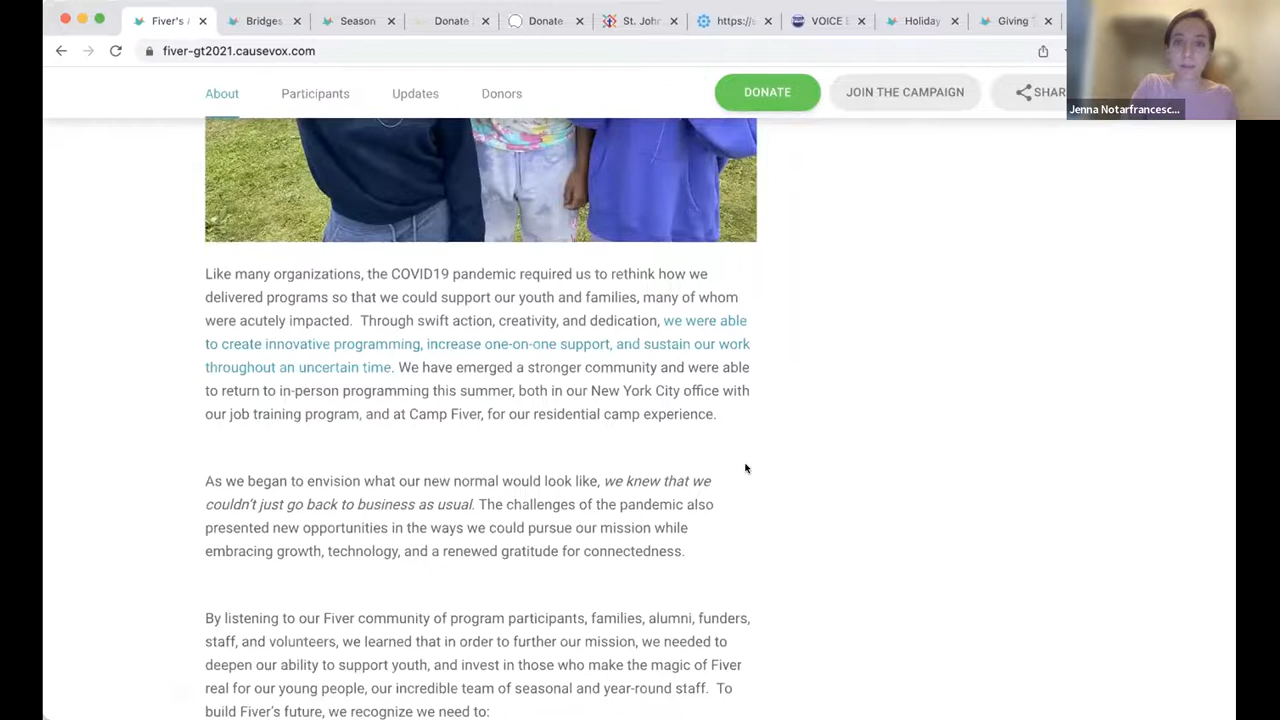 Fiver's
Bridges
Season
Donate
Donate
St. John
https://s
VOICE
Holiday
Giving
fiver-gt2021.causevox.com
About
Participants
Updates
Donors
DONATE
JOIN THE CAMPAIGN
SHAR
Jenna Notarfrancesc...
Like many organizations, the COVID19 pandemic required us to rethink how we
delivered programs so that we could support our youth and families, many of whom
were acutely impacted. Through swift action, creativity, and dedication, we were able
to create innovative programming, increase one-on-one support, and sustain our work
throughout an uncertain time. We have emerged a stronger community and were able
to return to in-person programming this summer, both in our New York City office with
our job training program, and at Camp Fiver, for our residential camp experience.
As we began to envision what our new normal would look like, we knew that we
couldn't just go back to business as usual. The challenges of the pandemic also
presented new opportunities in the ways we could pursue our mission while
embracing growth, technology, and a renewed gratitude for connectedness.
By listening to our Fiver community of program participants, families, alumni, funders,
staff, and volunteers, we learned that in order to further our mission, we needed to
deepen our ability to support youth, and invest in those who make the magic of Fiver
real for our young people, our incredible team of seasonal and year-round staff. To
build Fiver's future, we recognize we need to: